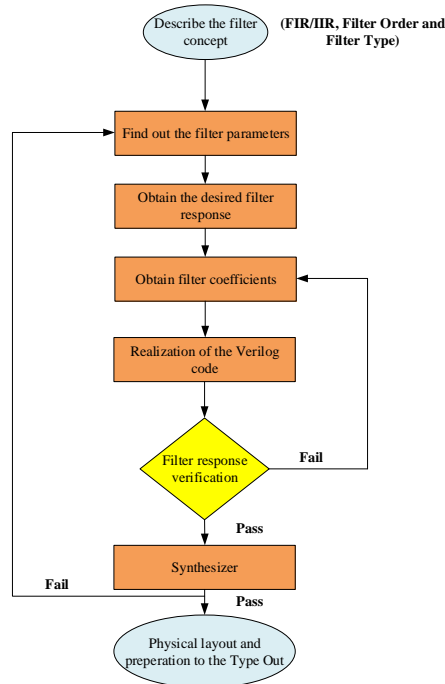 Describe the filter
concept
(FIR/IIR, Filter Order and
Filter Type)
Find out the filter parameters
Obtain the desired filter
response
Obtain filter coefficients
Realization of the Verilog
code
Filter response
verification
Fail
Pass
Synthesizer
Fail
Pass
Physical layout and
preperation to the Type Out